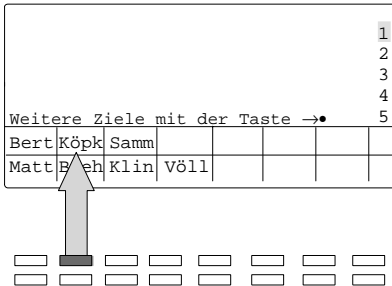 1
2
3
4
Weitere Ziele mit der Taste →• 5
Bert Köpk Samm
Matt Klin Völl